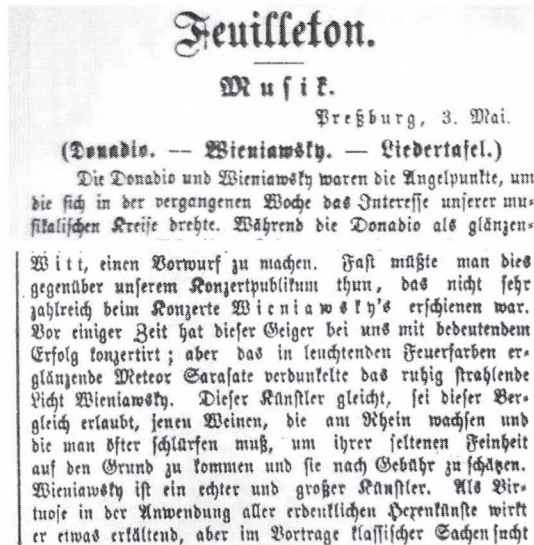 Feuilleton.
Musik.
Preßburg, 3. Mai.
(Donadio. — Wieniawsky. — Liedertafel.)
Die Donadio und Wieniawsky waren die Angelpunkte, um
die sich in der vergangenen Woche das Interesse unserer mu-
sikalischen Kreise drehte. Während die Donadio als glänzen-
Witt, einen Vorwurf zu machen. Fast müßte man dies
gegenüber unserem Konzertpublikum thun, das nicht sehr
zahlreich beim Konzerte Wieniawsky's erschienen war.
Vor einiger Zeit hat dieser Geiger bei uns mit bedeutendem
Erfolg konzertirt; aber das in leuchtenden Feuerfarben er-
glänzende Meteor Sarasate verdunkelte das ruhig strahlende
Licht Wieniawsky. Dieser Künstler gleicht, sei dieser Ver-
gleich erlaubt, jenen Weinen, die am Rhein wachsen und
die man öfter schlürfen muß, um ihrer seltenen Feinheit
auf den Grund zu kommen und sie nach Gebühr zu schätzen.
Wieniawsky ist ein echter und großer Künstler. Als Vir-
tuose in der Anwendung aller erdenklichen Hexenkünste wirkt
er etwas erkältend, aber im Vortrage klassischer Sachen sucht